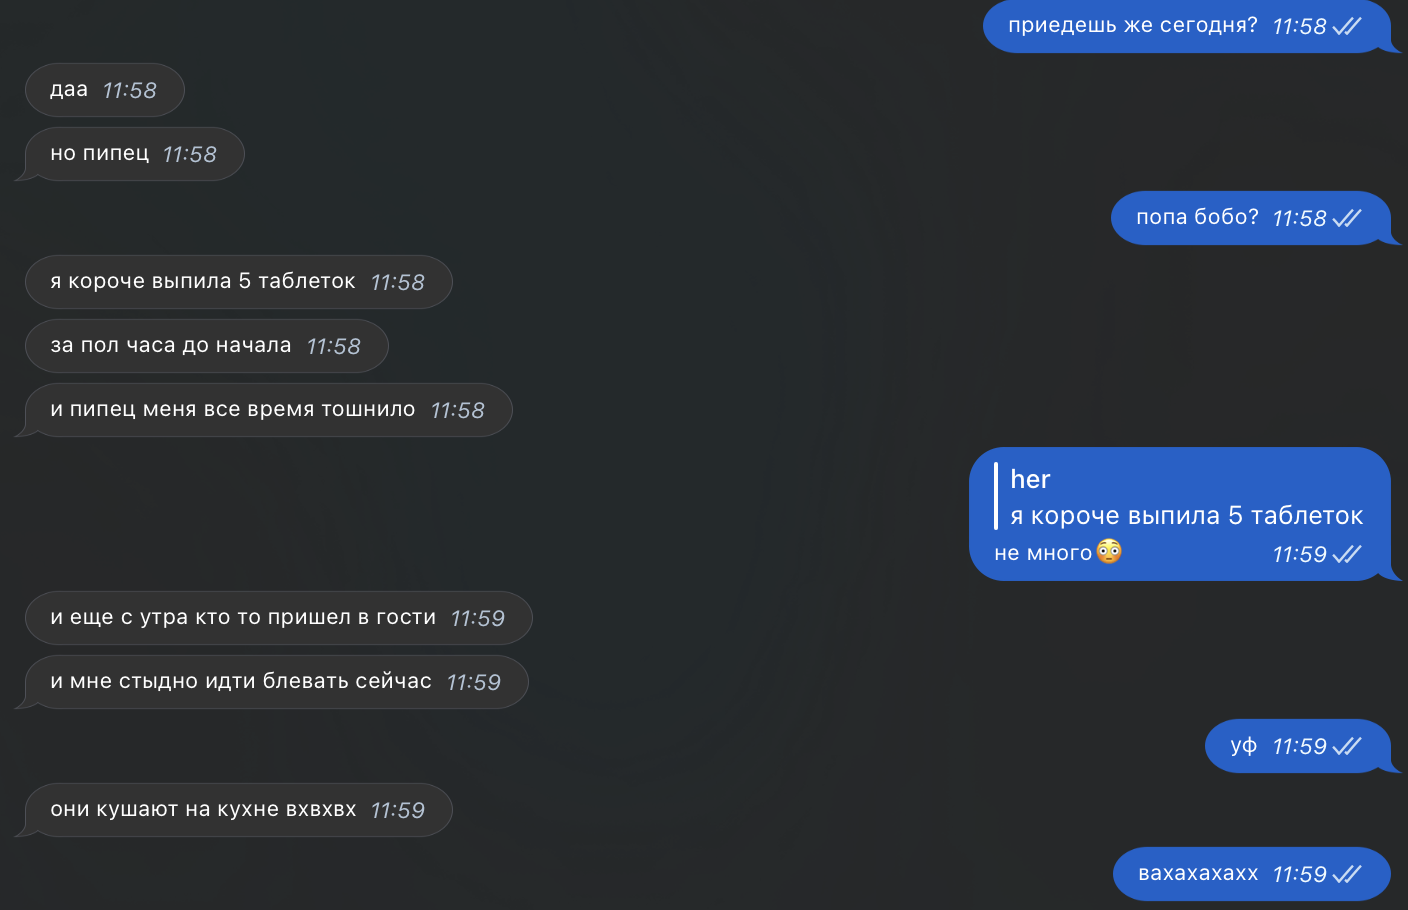 приедешь же сегодня? 11:58
даа 11:58
но пипец 11:58
попа бобо? 11:58
я короче выпила 5 таблеток 11:58
за пол часа до начала 11:58
и пипец меня все время тошнило 11:58
her
я короче выпила 5 таблеток
не много😳 11:59
и еще с утра кто то пришел в гости 11:59
и мне стыдно идти блевать сейчас 11:59
уф 11:59
они кушают на кухне вхвхвх 11:59
вахахахахх 11:59